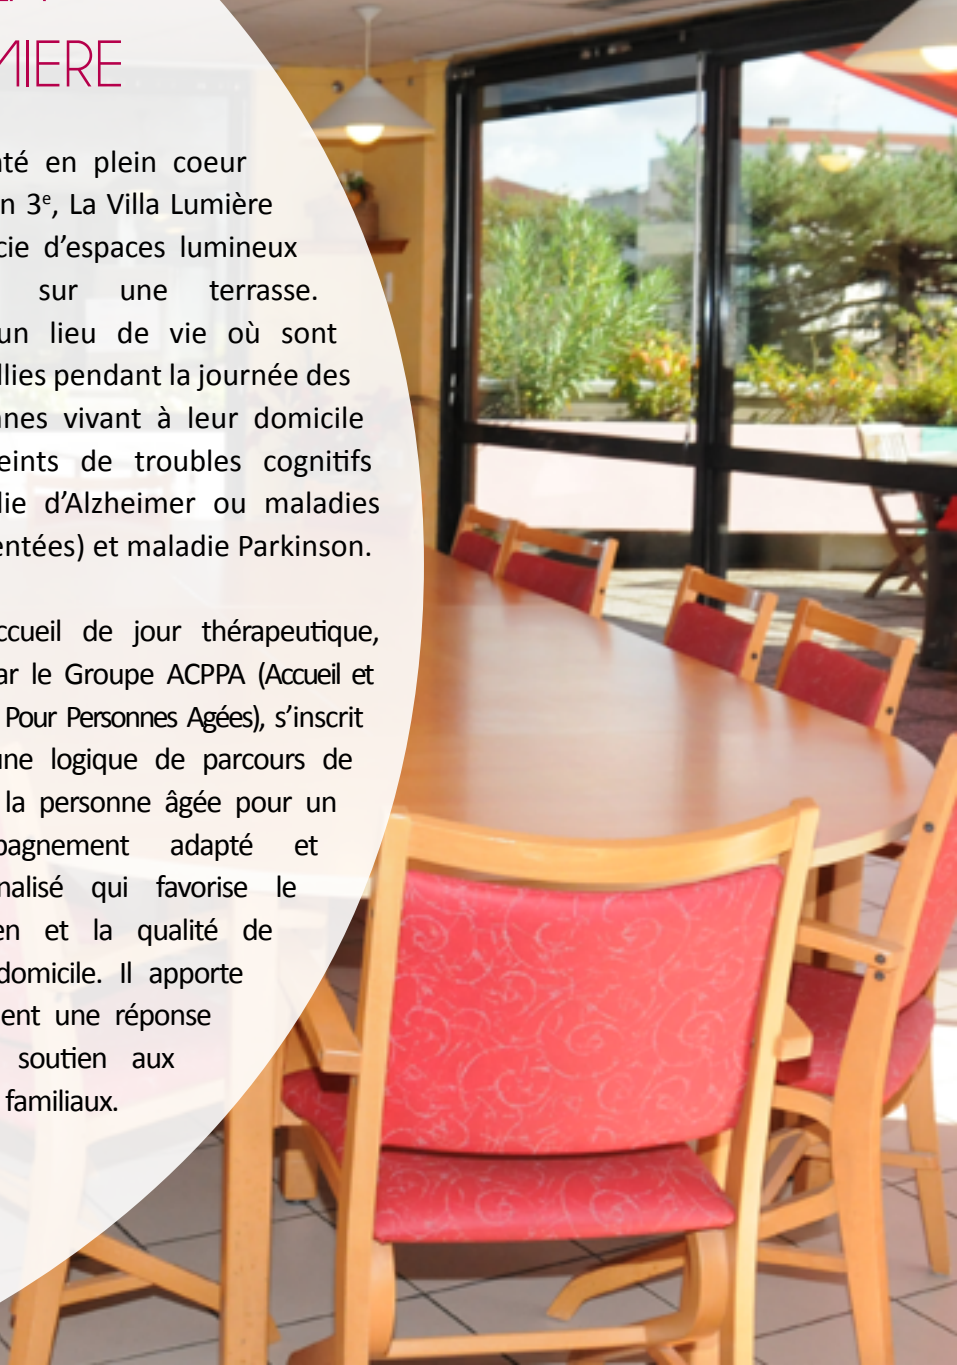 MIERE
té en plein coeur
n 3e, La Villa Lumière
cie d’espaces lumineux
sur une terrasse.
un lieu de vie où sont
llies pendant la journée des
nes vivant à leur domicile
eints de troubles cognitifs
die d’Alzheimer ou maladies
entées) et maladie Parkinson.
ccueil de jour thérapeutique,
ar le Groupe ACPPA (Accueil et
Pour Personnes Agées), s’inscrit
une logique de parcours de
la personne âgée pour un
pagnement adapté et
nalisé qui favorise le
en et la qualité de
domicile. Il apporte
ent une réponse
soutien aux
familiaux.